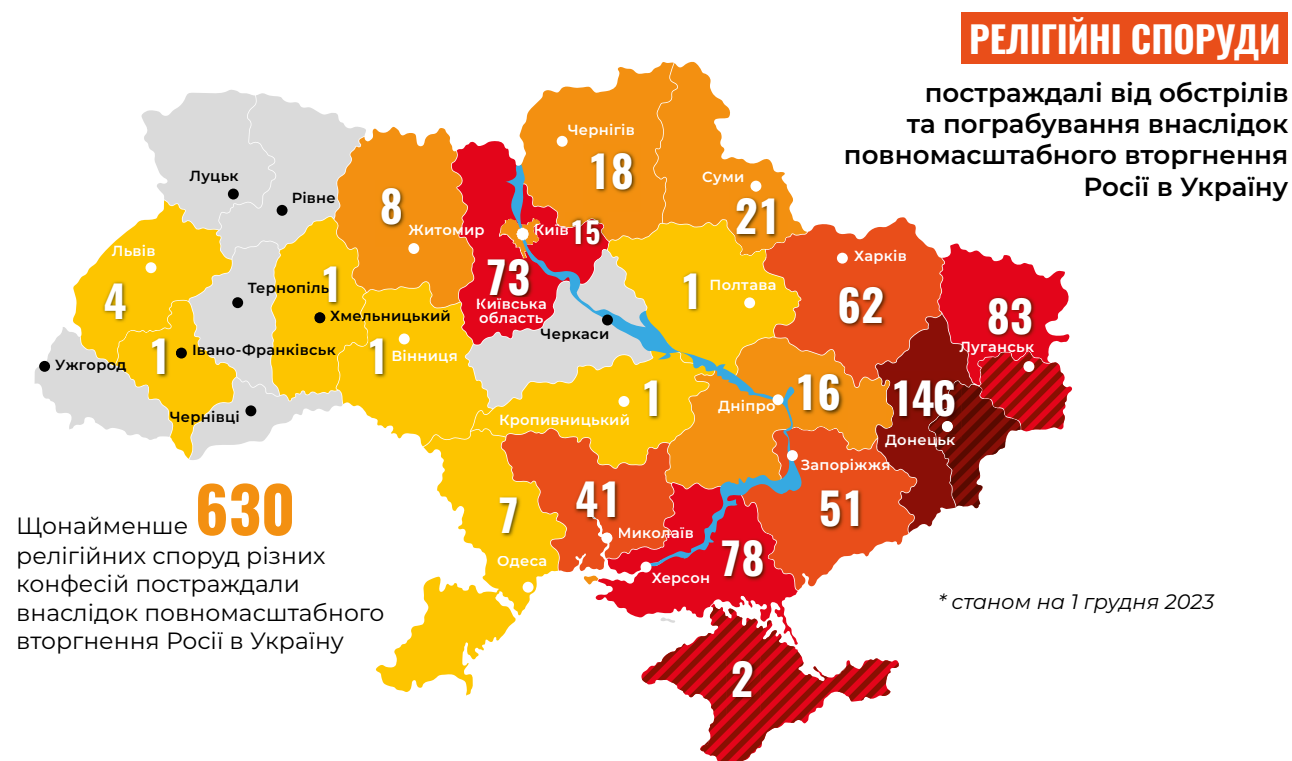 РЕЛІГІЙНІ СПОРУДИ
постраждалі від обстрілів
та пограбування внаслідок
повномасштабного вторгнення
Росії в Україну
Чернігів
18
Суми
21
Луцьк
Рівне
8
Житомир
Київ
15
73
Київська
область
Львів
4
Тернопіль
1
Хмельницький
1
Івано-Франківськ
Ужгород
Чернівці
1
Вінниця
Черкаси
1
Полтава
Харків
62
83
Луганськ
146
Донецьк
16
Дніпро
1
Кропивницький
Запоріжжя
51
41
Миколаїв
7
Одеса
78
Херсон
2
Щонайменше 630
релігійних споруд різних
конфесій постраждали
внаслідок повномасштабного
вторгнення Росії в Україну
* станом на 1 грудня 2023